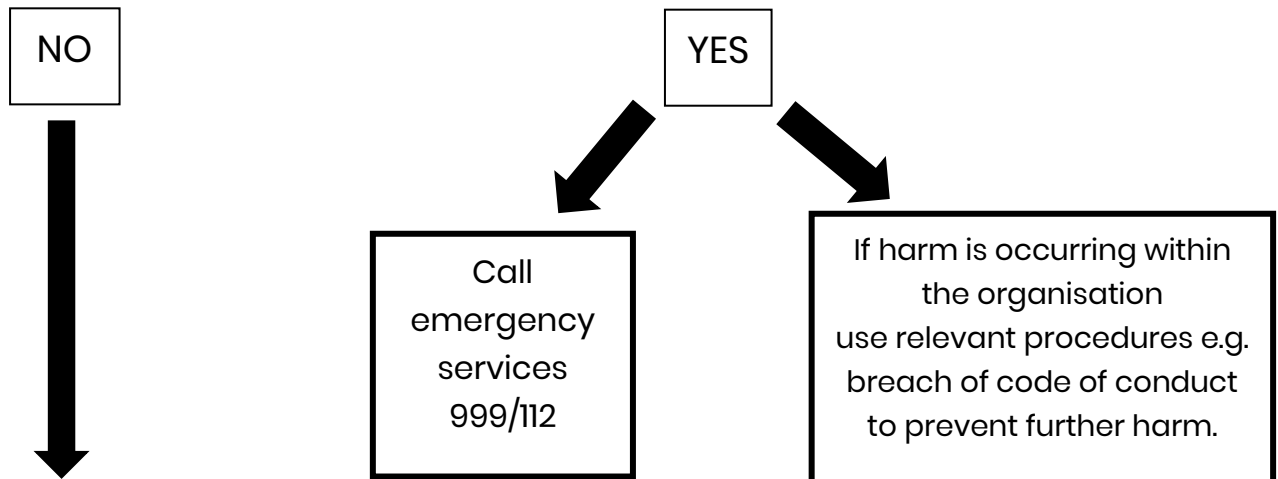 NO
YES
Call
emergency
services
999/112
If harm is occurring within
the organisation
use relevant procedures e.g.
breach of code of conduct
to prevent further harm.